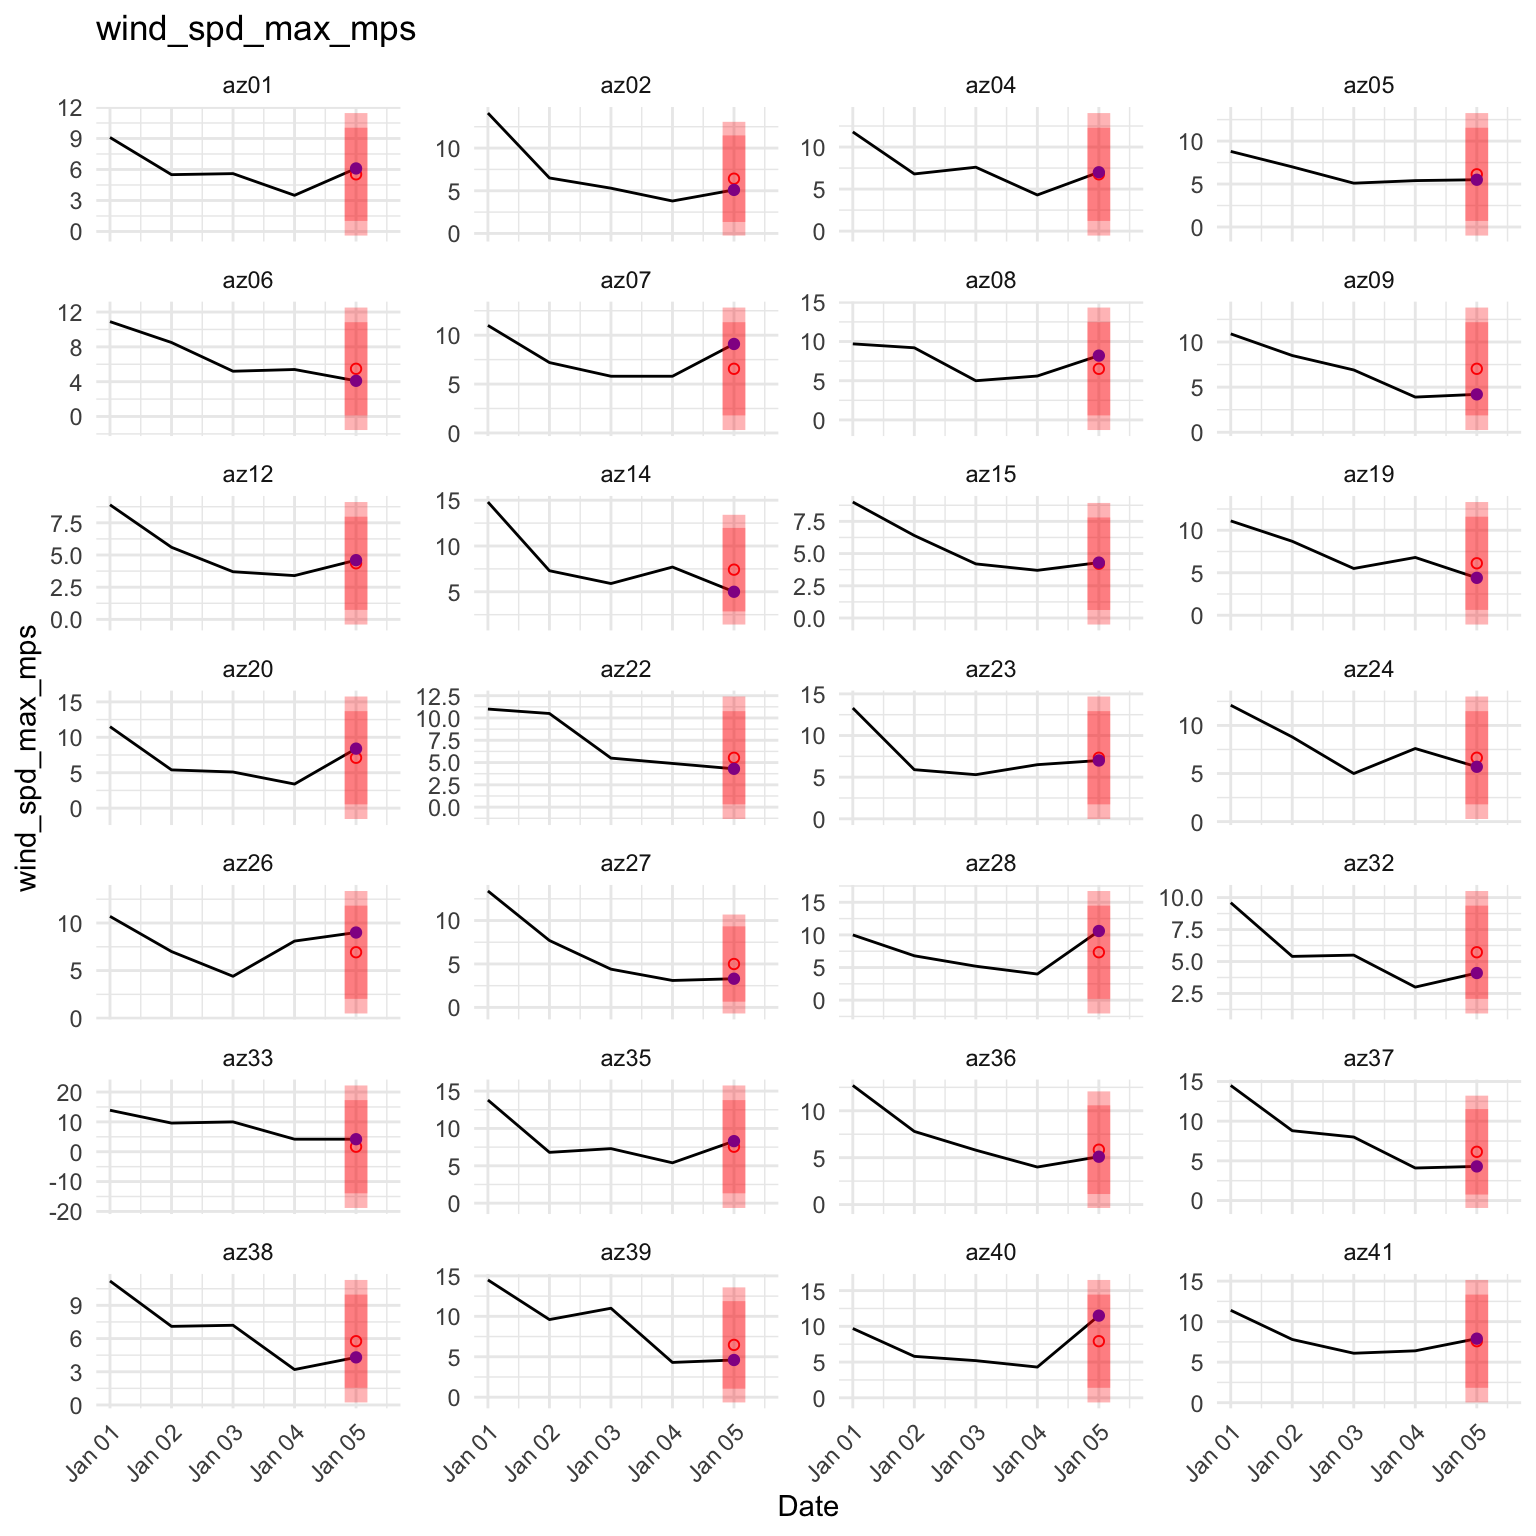 wind_spd_max_mps
az01 az02 az04 az05
12 9 6 3 0
10 5 0
10 5 0
10 5 0
az06 az07 az08 az09
12 8 4 0
10 5 0
15 10 5 0
10 5 0
az12 az14 az15 az19
7.5 5.0 2.5 0.0
15 10 5
7.5 5.0 2.5 0.0
10 5 0
az20 az22 az23 az24
15 10 5 0
12.5 10.0 7.5 5.0 2.5 0.0
15 10 5 0
10 5 0
az26 az27 az28 az32
10 5 0
10 5 0
15 10 5 0
10.0 7.5 5.0 2.5
az33 az35 az36 az37
20 10 0 -10 -20
15 10 5 0
10 5 0
15 10 5 0
az38 az39 az40 az41
9 6 3 0
15 10 5 0
15 10 5 0
15 10 5 0
wind_spd_max_mps
Jan 01 Jan 02 Jan 03 Jan 04 Jan 05
Jan 01 Jan 02 Jan 03 Jan 04 Jan 05
Jan 01 Jan 02 Jan 03 Jan 04 Jan 05
Jan 01 Jan 02 Jan 03 Jan 04 Jan 05
Date